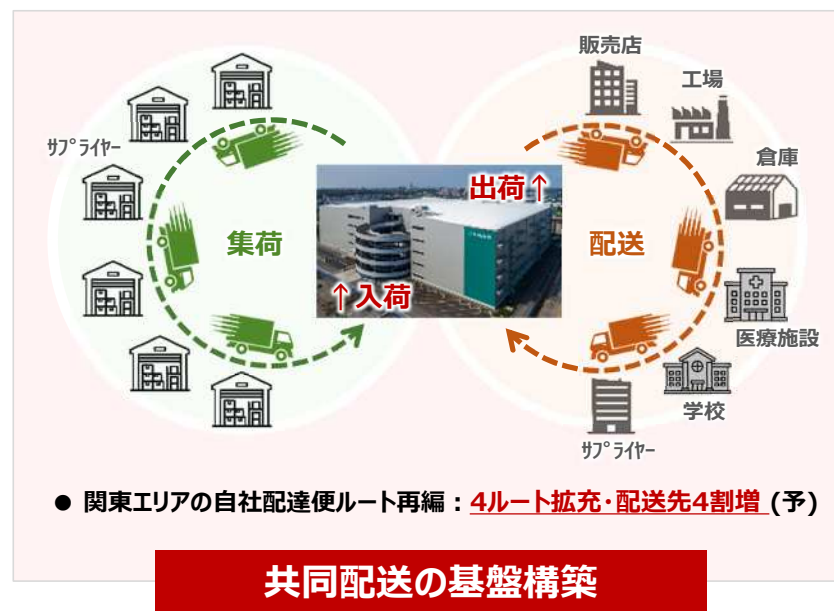 販売店
工場
ｻﾌﾟﾗｲﾔｰ
出荷↑
倉庫
集荷
配送
↑入荷
医療施設
学校
ｻﾌﾟﾗｲﾔｰ
● 関東エリアの自社配達便ルート再編：4ルート拡充・配送先4割増 (予)
共同配送の基盤構築